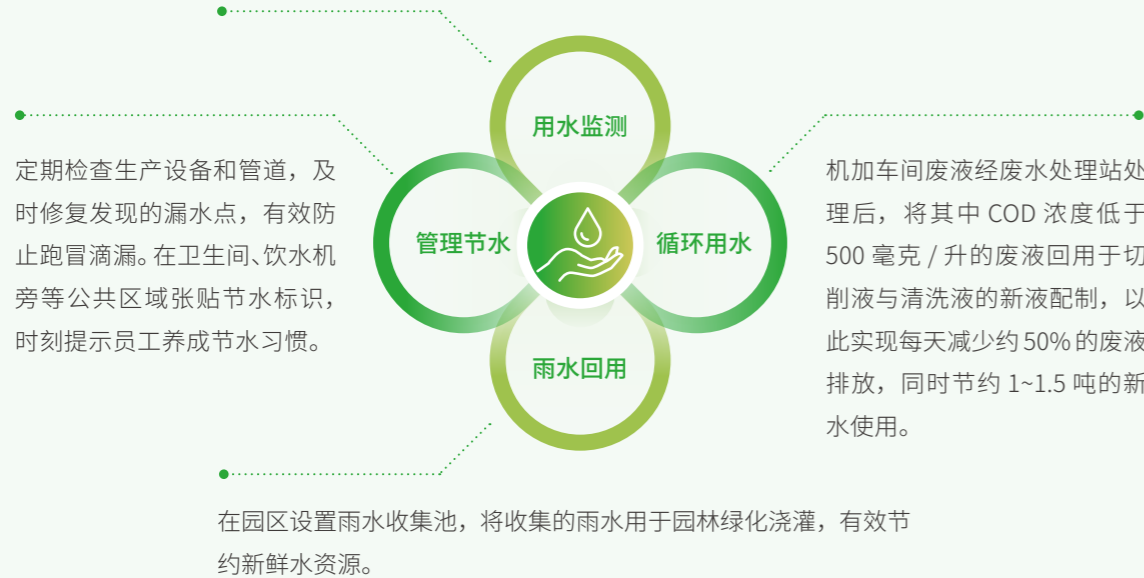 用水监测
管理节水
循环用水
雨水回用
定期检查生产设备和管道，及
时修复发现的漏水点，有效防
止跑冒滴漏。在卫生间、饮水机
旁等公共区域张贴节水标识，
时刻提示员工养成节水习惯。
机加车间废液经废水处理站处
理后，将其中 COD 浓度低于
500 毫克 / 升的废液回用于切
削液与清洗液的新液配制，以
此实现每天减少约 50% 的废液
排放，同时节约 1~1.5 吨的新
水使用。
在园区设置雨水收集池，将收集的雨水用于园林绿化浇灌，有效节
约新鲜水资源。